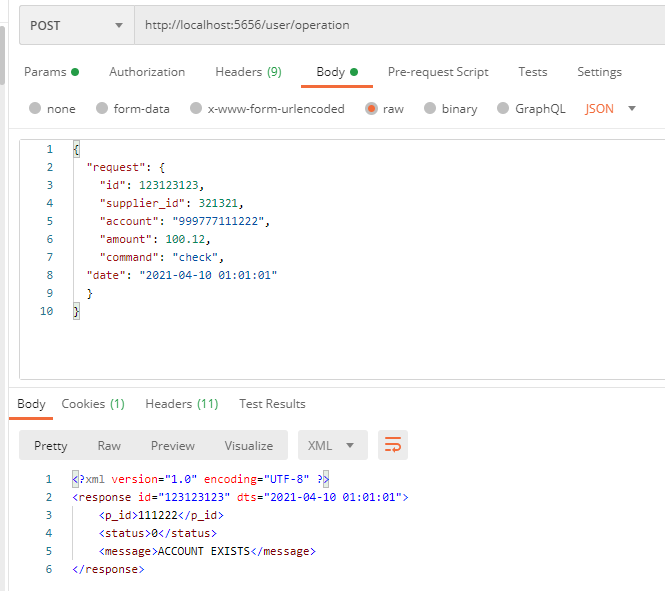 POST http://localhost:5656/user/operation
Params Authorization Headers (9) Body Pre-request Script Tests Settings
none form-data x-www-form-urlencoded raw binary GraphQL JSON
1 {
2 "request": {
3 "id": 123123123,
4 "supplier_id": 321321,
5 "account": "999777111222",
6 "amount": 100.12,
7 "command": "check",
8 "date": "2021-04-10 01:01:01"
9 }
10 }
Body Cookies (1) Headers (11) Test Results
Pretty Raw Preview Visualize XML
1 <?xml version="1.0" encoding="UTF-8" ?>
2 <response id="123123123" dts="2021-04-10 01:01:01">
3 <p_id>111222</p_id>
4 <status>0</status>
5 <message>ACCOUNT EXISTS</message>
6 </response>